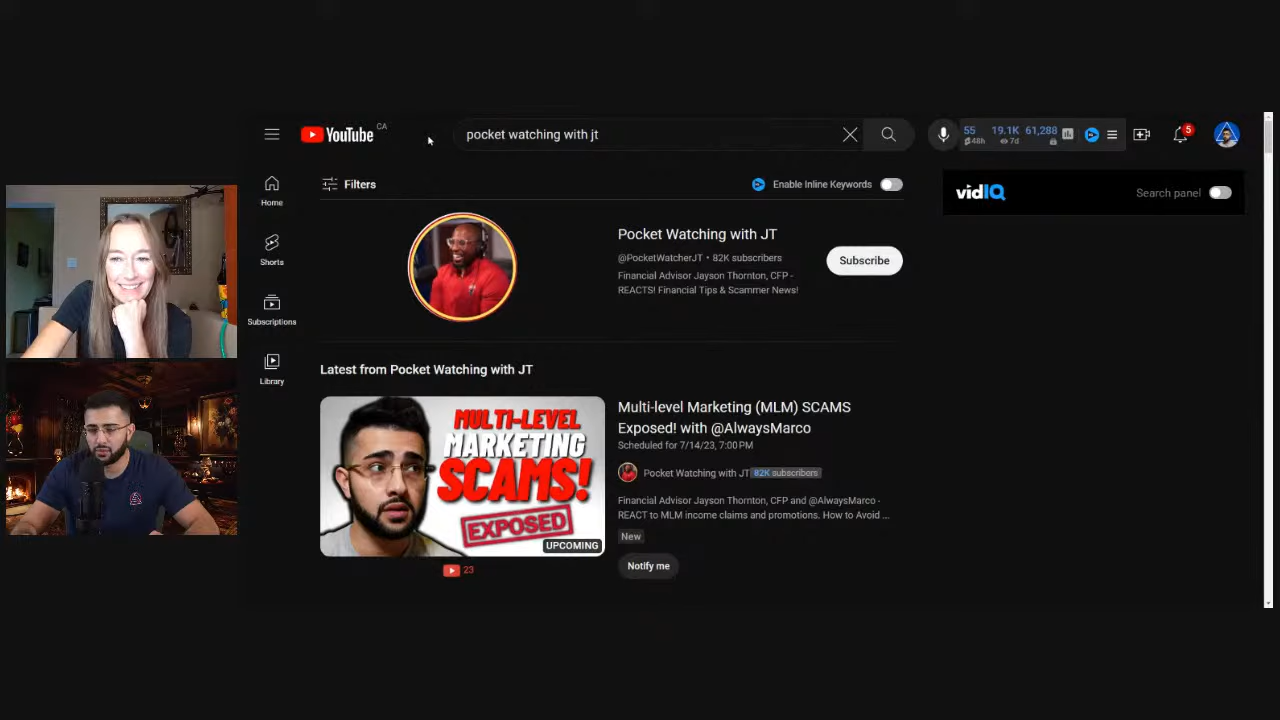 YouTube CA
pocket watching with jt
55 19.1K 61,288
48h 7d
5
Home
Shorts
Subscriptions
Library
Filters
Enable Inline Keywords
vidIQ
Search panel
Pocket Watching with JT
@PocketWatcherJT • 82K subscribers
Financial Advisor Jayson Thornton, CFP -
REACTS! Financial Tips & Scammer News!
Subscribe
Latest from Pocket Watching with JT
MULTI-LEVEL
MARKETING
SCAMS!
EXPOSED
UPCOMING
23
Multi-level Marketing (MLM) SCAMS
Exposed! with @AlwaysMarco
Scheduled for 7/14/23, 7:00 PM
Pocket Watching with JT 82K subscribers
Financial Advisor Jayson Thornton, CFP and @AlwaysMarco -
REACT to MLM income claims and promotions. How to Avoid ...
New
Notify me